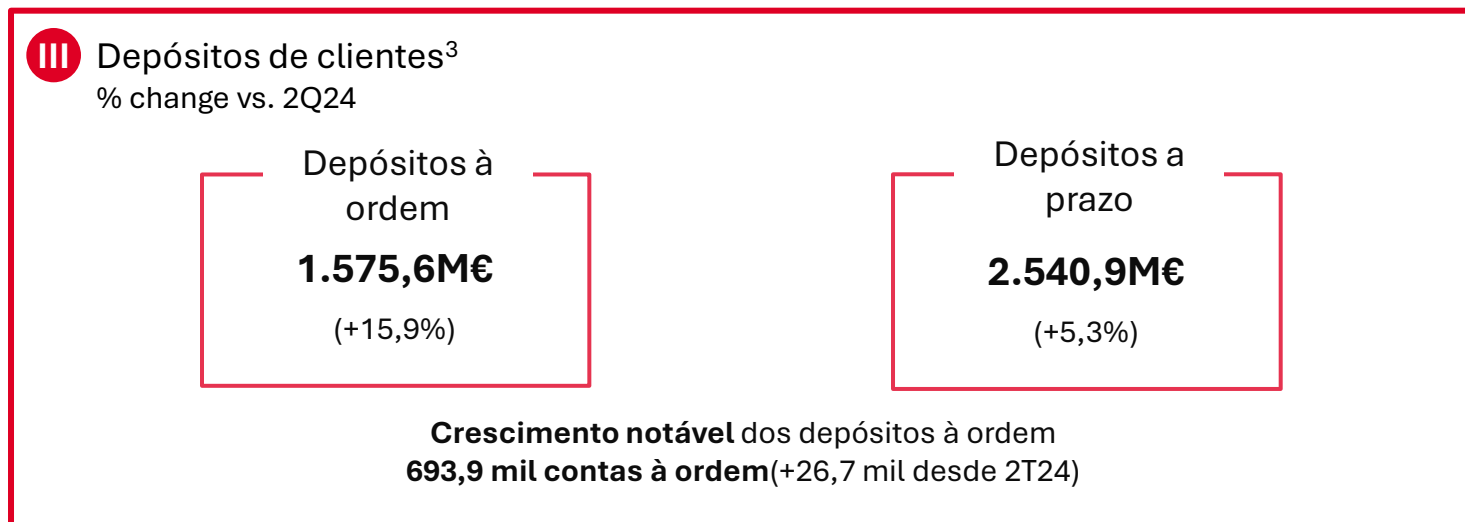 III Depósitos de clientes³
% change vs. 2Q24
Depósitos à
ordem
1.575,6M€
(+15,9%)
Depósitos a
prazo
2.540,9M€
(+5,3%)
Crescimento notável dos depósitos à ordem
693,9 mil contas à ordem(+26,7 mil desde 2T24)